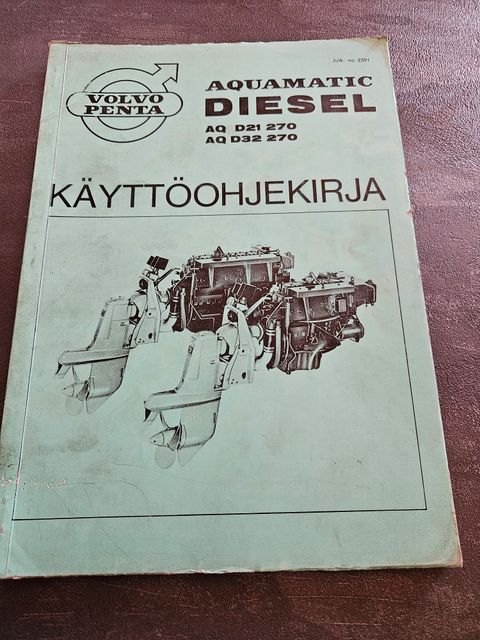 Julk. no 2391
VOLVO
PENTA
AQUAMATIC
DIESEL
AQ D21 270
AQ D32 270
KÄYTTÖOHJEKIRJA